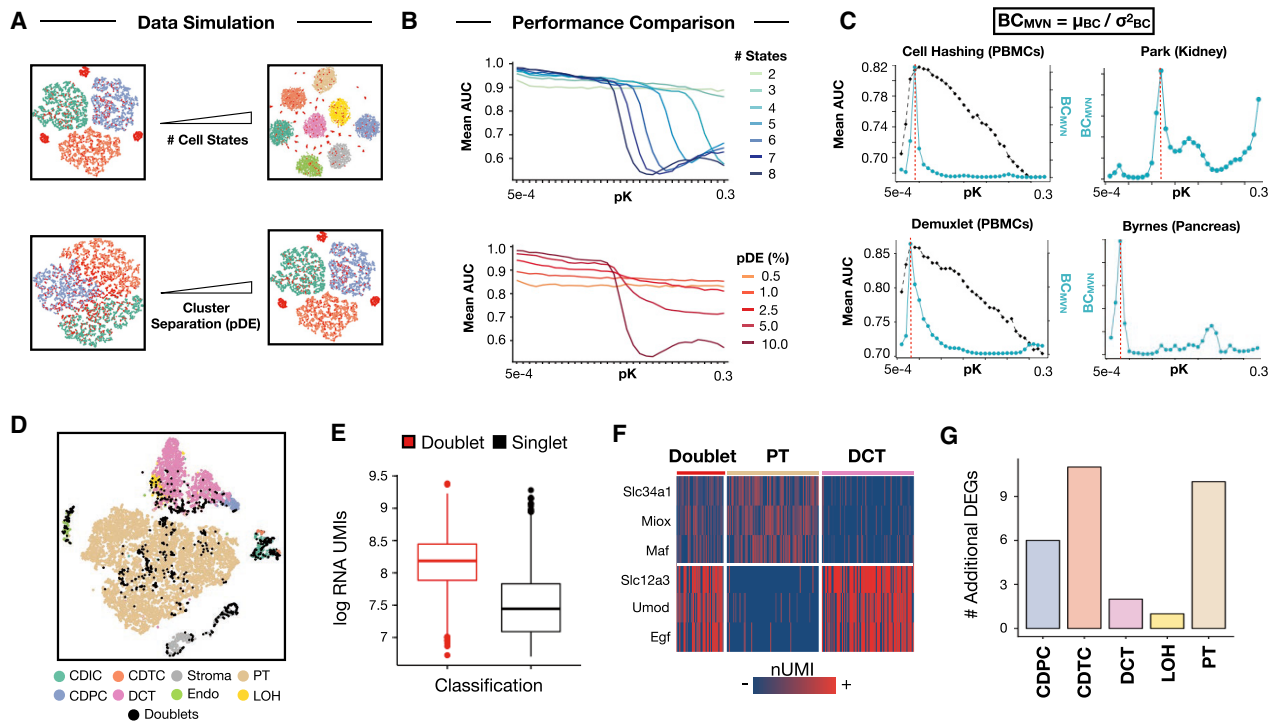 A
Data Simulation
# Cell States
Cluster
Separation (pDE)
B
Performance Comparison
Mean AUC
1.0
0.9
0.8
0.7
0.6
5e-4
pK
0.3
# States
2
3
4
5
6
7
8
Mean AUC
1.0
0.9
0.8
0.7
0.6
5e-4
pK
0.3
pDE (%)
0.5
1.0
2.5
5.0
10.0
C
BCMVN = μBC / σ²BC
Cell Hashing (PBMCs)
Mean AUC
0.82
0.78
0.74
0.70
BCMVN
5e-4
pK
0.3
Park (Kidney)
BCMVN
5e-4
pK
0.3
Demuxlet (PBMCs)
Mean AUC
0.85
0.80
0.75
0.70
BCMVN
5e-4
pK
0.3
Byrnes (Pancreas)
BCMVN
5e-4
pK
0.3
D
CDIC CDTC Stroma PT
CDPC DCT Endo LOH
Doublets
E
Doublet Singlet
log RNA UMIs
9.5
9
8.5
8
7.5
7
Classification
F
Doublet PT DCT
Slc34a1
Miox
Maf
Slc12a3
Umod
Egf
nUMI
- +
G
# Additional DEGs
9
6
3
0
CDPC
CDTC
DCT
LOH
PT